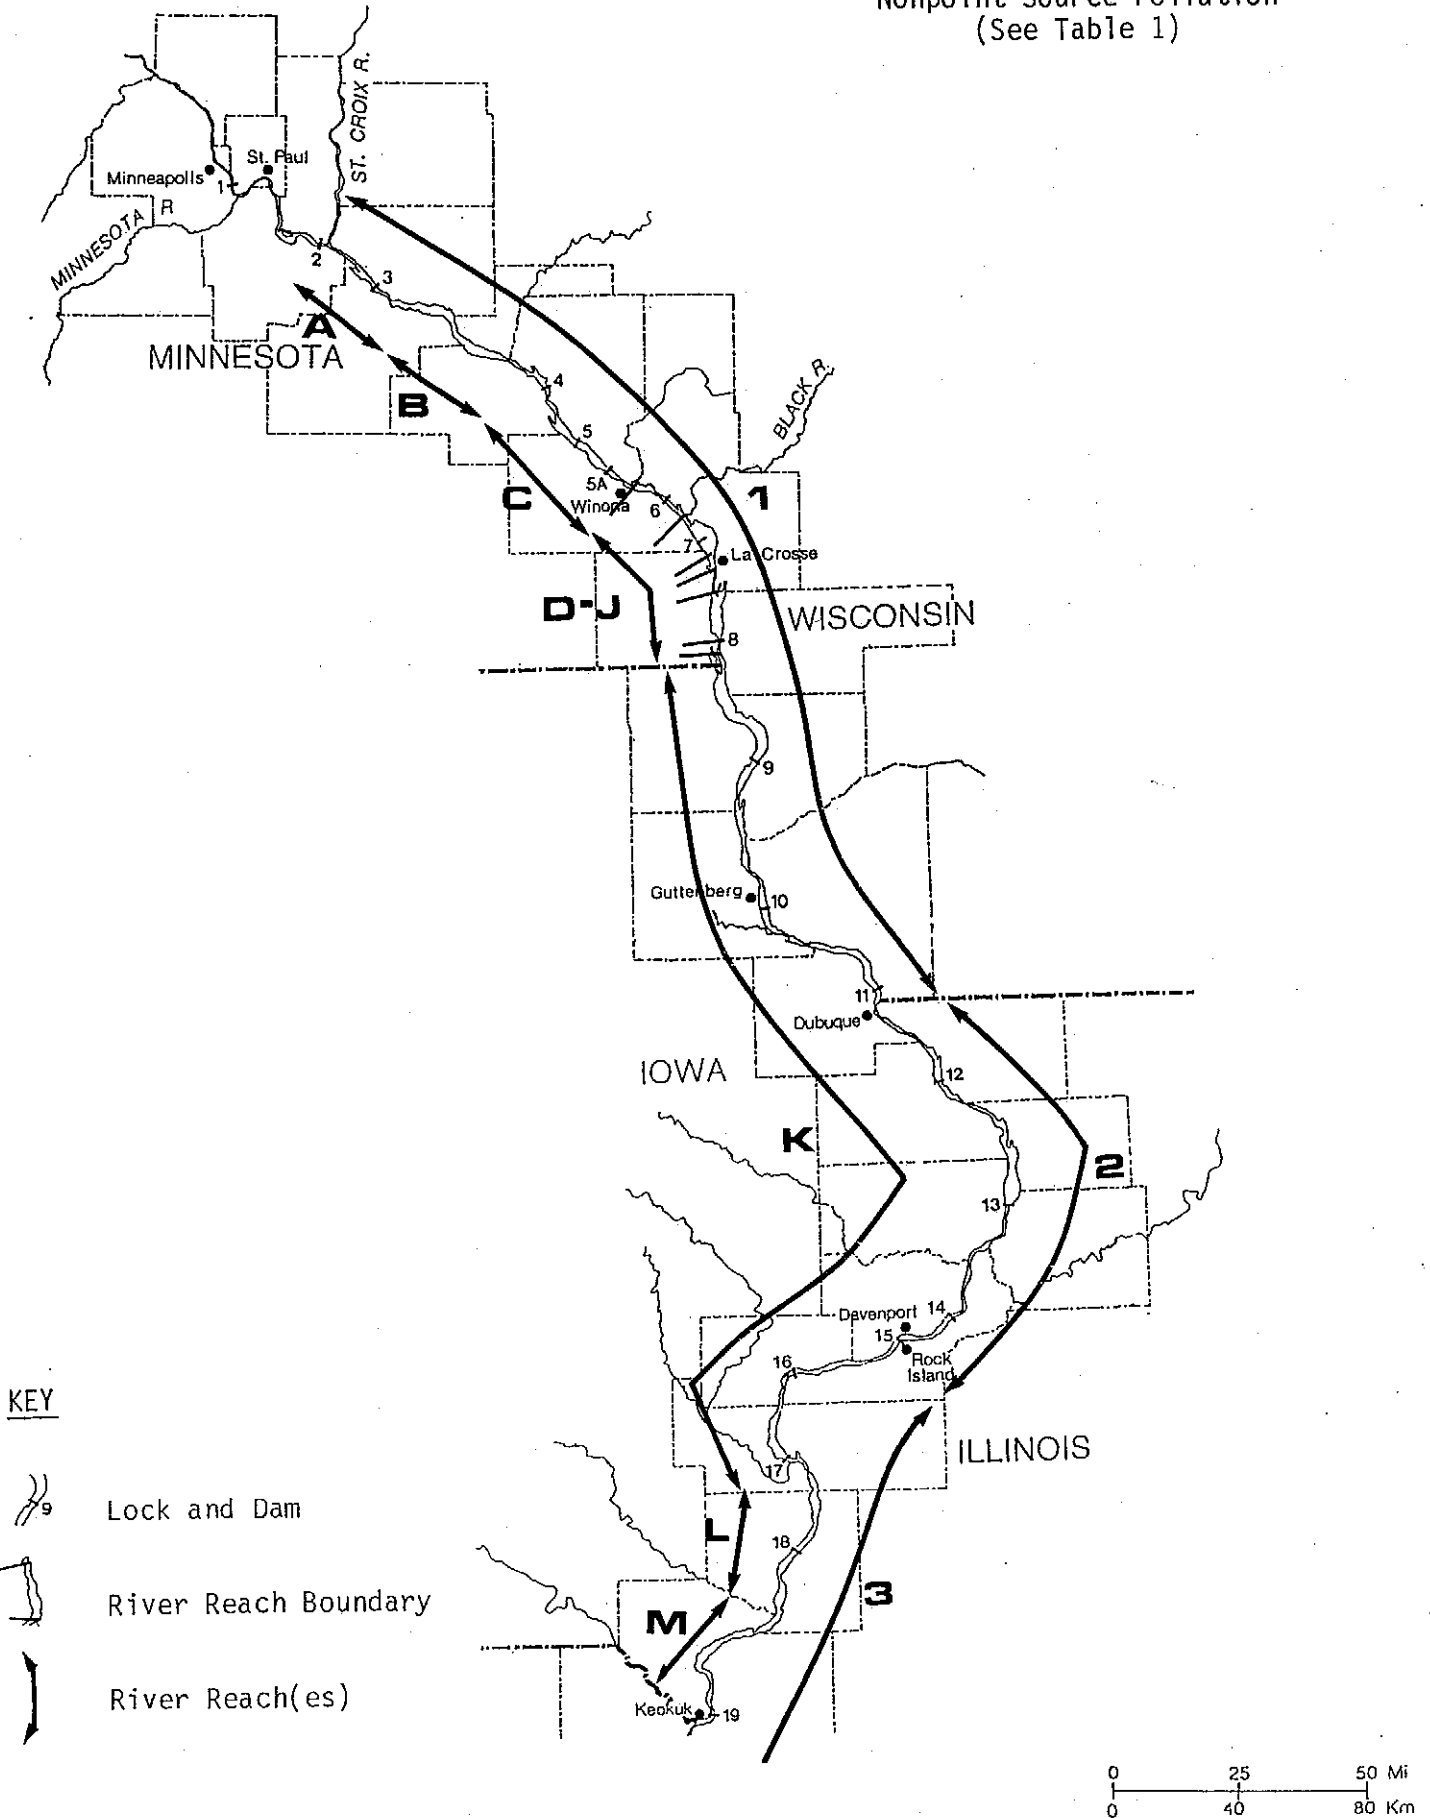 Nonpoint Source Pollution
(See Table 1)
ST. CROIX R.
St. Paul
Minneapolis
1
R
MINNESOTA
2
3
A
MINNESOTA
B
4
BLACK R.
5
5A
C
Winona
6
1
7
La Crosse
D-J
WISCONSIN
8
9
Guttenberg
10
11
Dubuque
IOWA
12
K
2
13
Davenport
14
15
Rock
Island
16
KEY
ILLINOIS
17
9
Lock and Dam
L
18
3
River Reach Boundary
M
River Reach(es)
Keokuk
19
0 25 50 Mi
0 40 80 Km